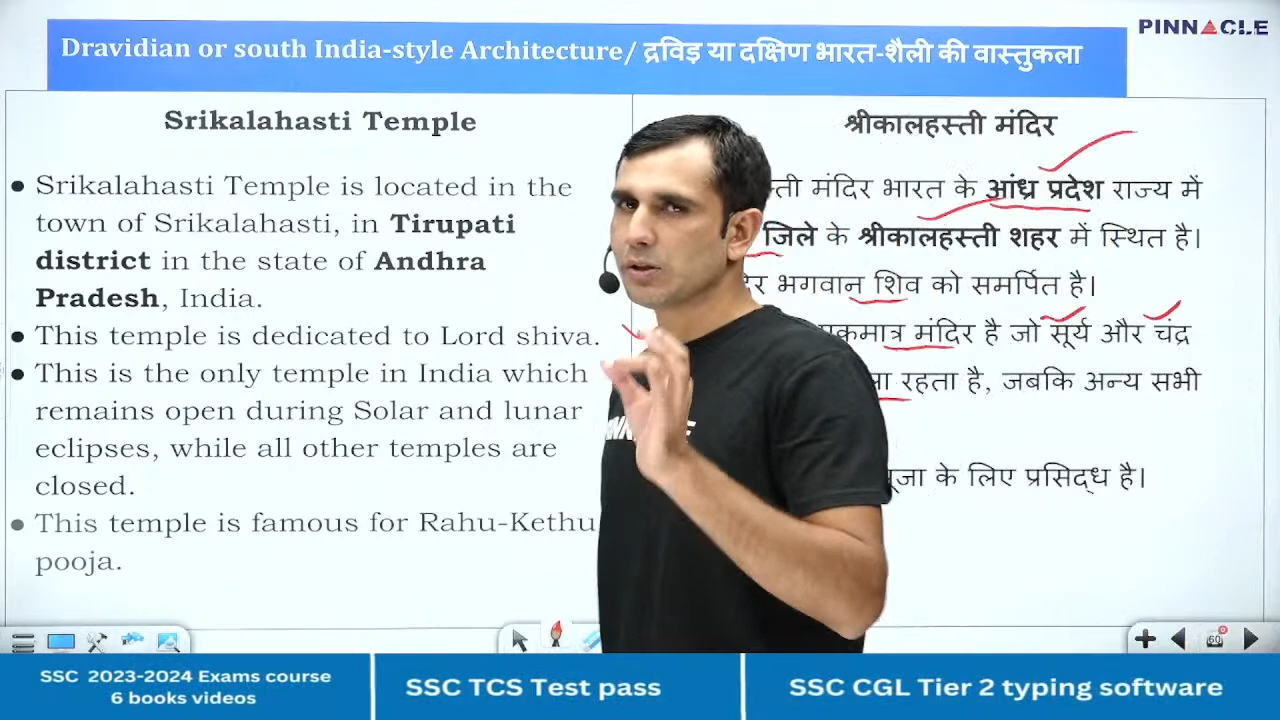 PINNACLE
Dravidian or south India-style Architecture/ द्रविड़ या दक्षिण भारत-शैली की वास्तुकला
Srikalahasti Temple
● Srikalahasti Temple is located in the
town of Srikalahasti, in Tirupati
district in the state of Andhra
Pradesh, India.
● This temple is dedicated to Lord shiva.
● This is the only temple in India which
remains open during Solar and lunar
eclipses, while all other temples are
closed.
● This temple is famous for Rahu-Kethu
pooja.
श्रीकालहस्ती मंदिर
मंदिर भारत के आंध्र प्रदेश राज्य में
जिले के श्रीकालहस्ती शहर में स्थित है।
भगवान शिव को समर्पित है।
मंदिर है जो सूर्य और चंद्र
रहता है, जबकि अन्य सभी
के लिए प्रसिद्ध है।
60
SSC 2023-2024 Exams course
6 books videos
SSC TCS Test pass
SSC CGL Tier 2 typing software